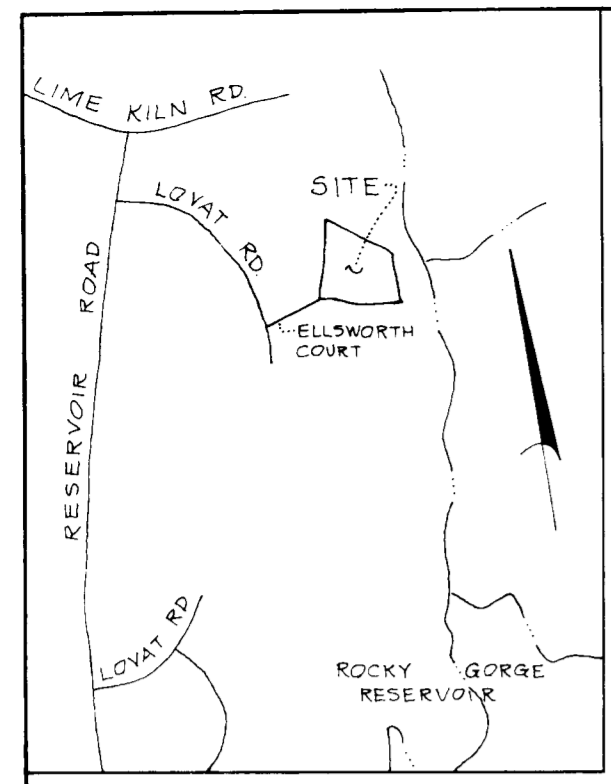 LIME KILN RD.
LOVAT RD.
SITE
RESERVOIR ROAD
ELLSWORTH
COURT
LOVAT RD
ROCKY GORGE
RESERVOIR